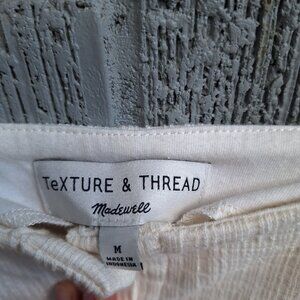 TeXTURE & THREAD
Madewell
M
MADE IN
INDONESIA